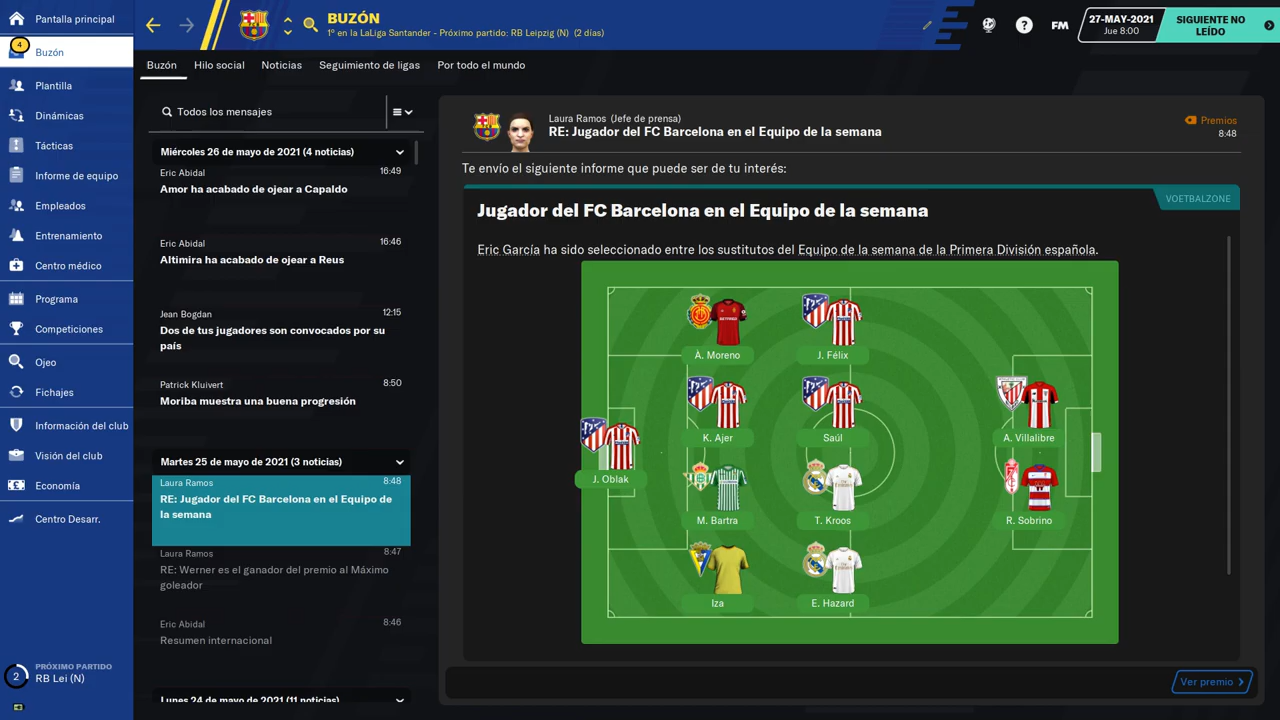 Pantalla principal
4
Buzón
Plantilla
Dinámicas
Tácticas
Informe de equipo
Empleados
Entrenamiento
Centro médico
Programa
Competiciones
Ojeo
Fichajes
Información del club
Visión del club
Economía
Centro Desarr.
2
PRÓXIMO PARTIDO
RB Lei (N)
BUZÓN
1º en la LaLiga Santander - Próximo partido: RB Leipzig (N) (2 días)
FM
27-MAY-2021
Jue 8:00
SIGUIENTE NO
LEÍDO
Buzón
Hilo social
Noticias
Seguimiento de ligas
Por todo el mundo
Todos los mensajes
Miércoles 26 de mayo de 2021 (4 noticias)
Eric Abidal 16:49
Amor ha acabado de ojear a Capaldo
Eric Abidal 16:46
Altimira ha acabado de ojear a Reus
Jean Bogdan 12:15
Dos de tus jugadores son convocados por su
país
Patrick Kluivert 8:50
Moriba muestra una buena progresión
Martes 25 de mayo de 2021 (3 noticias)
Laura Ramos 8:48
RE: Jugador del FC Barcelona en el Equipo de
la semana
Laura Ramos 8:47
RE: Werner es el ganador del premio al Máximo
goleador
Eric Abidal 8:46
Resumen internacional
Lunes 24 de mayo de 2021 (11 noticias)
Laura Ramos (Jefe de prensa)
RE: Jugador del FC Barcelona en el Equipo de la semana
Premios
8:48
Te envío el siguiente informe que puede ser de tu interés:
VOETBALZONE
Jugador del FC Barcelona en el Equipo de la semana
Eric García ha sido seleccionado entre los sustitutos del Equipo de la semana de la Primera División española.
À. Moreno
J. Félix
K. Ajer
Saúl
A. Villalibre
J. Oblak
M. Bartra
T. Kroos
R. Sobrino
Iza
E. Hazard
Ver premio